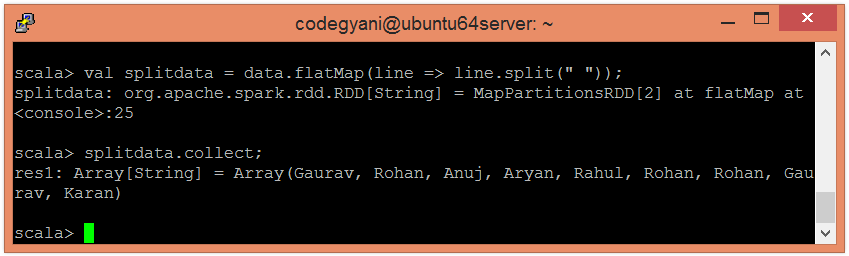 codegyani@ubuntu64server: ~
scala> val splitdata = data.flatMap(line => line.split(" "));
splitdata: org.apache.spark.rdd.RDD[String] = MapPartitionsRDD[2] at flatMap at
<console>:25
scala> splitdata.collect;
res1: Array[String] = Array(Gaurav, Rohan, Anuj, Aryan, Rahul, Rohan, Rohan, Gau
rav, Karan)
scala>